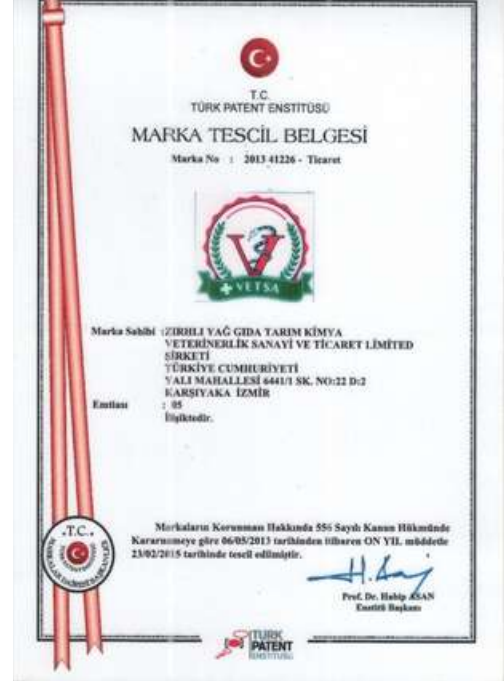 T.C.
TÜRK PATENT ENSTİTÜSÜ
MARKA TESCİL BELGESİ
Marka No : 2013 41226 - Ticaret
V
VETSA
Marka Sahibi :ZIRHLI YAĞ GIDA TARIM KİMYA
VETERİNERLİK SANAYİ VE TİCARET LİMİTED
ŞİRKETİ
TÜRKİYE CUMHURİYETİ
YALI MAHALLESİ 6441/1 SK. NO:22 D:2
KARŞIYAKA İZMİR
Emtiası : 05
İlişiktedir.
Markaların Korunması Hakkında 556 Sayılı Kanun Hükmünde
Kararnameye göre 06/05/2013 tarihinden itibaren ON YIL müddetle
23/02/2015 tarihinde tescil edilmiştir.
Prof. Dr. Habip ASAN
Enstitü Başkanı
.T.C.
TÜRK
PATENT
ENSTİTÜSÜ